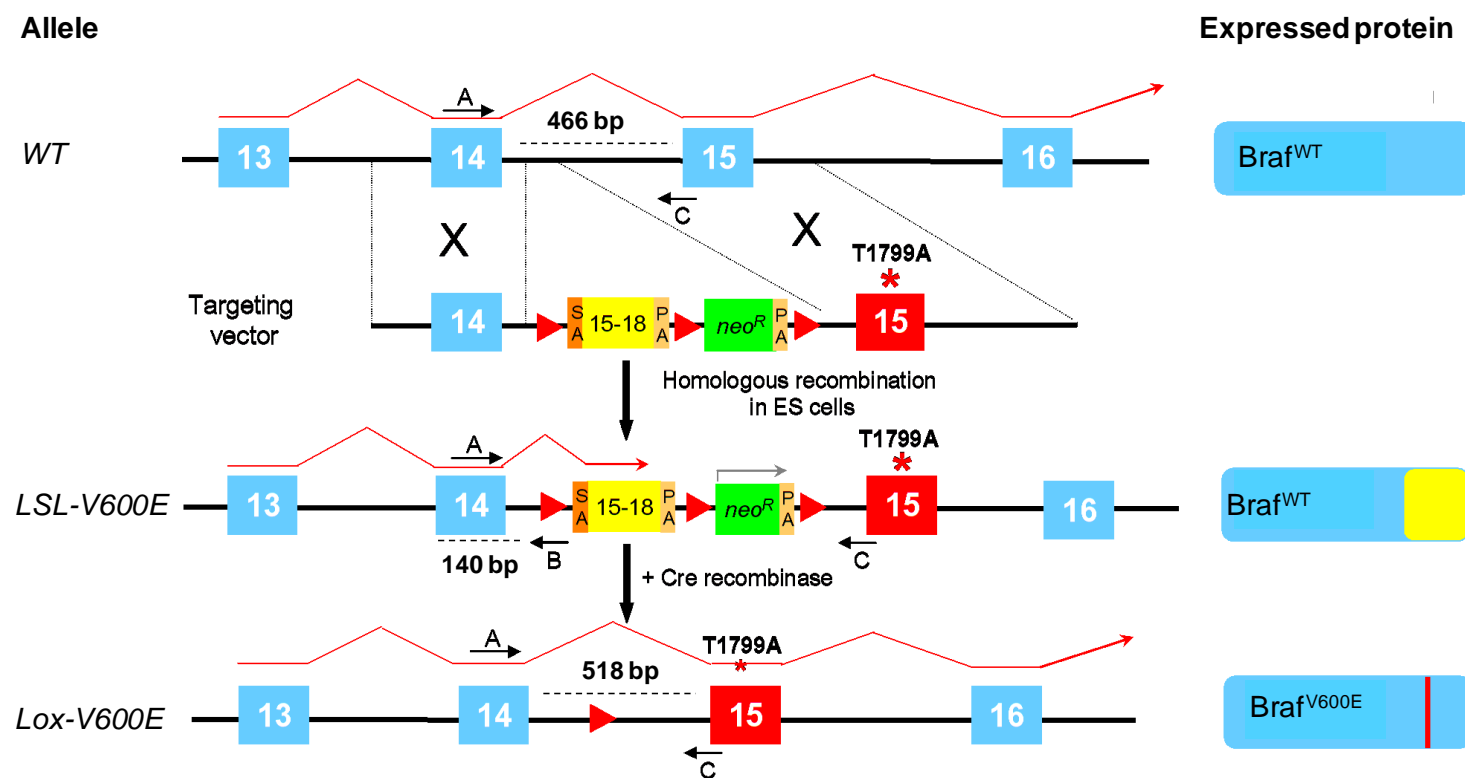 Allele
Expressed protein
WT
A
466 bp
13
14
15
16
C
Braf^WT
X
X
T1799A
*
Targeting
vector
14
S
A
15-18
P
A
neo^R
P
A
15
Homologous recombination
in ES cells
LSL-V600E
A
T1799A
*
13
14
S
A
15-18
P
A
neo^R
P
A
15
16
Braf^WT
140 bp
B
C
+ Cre recombinase
Lox-V600E
A
518 bp
T1799A
*
13
14
15
16
C
Braf^V600E